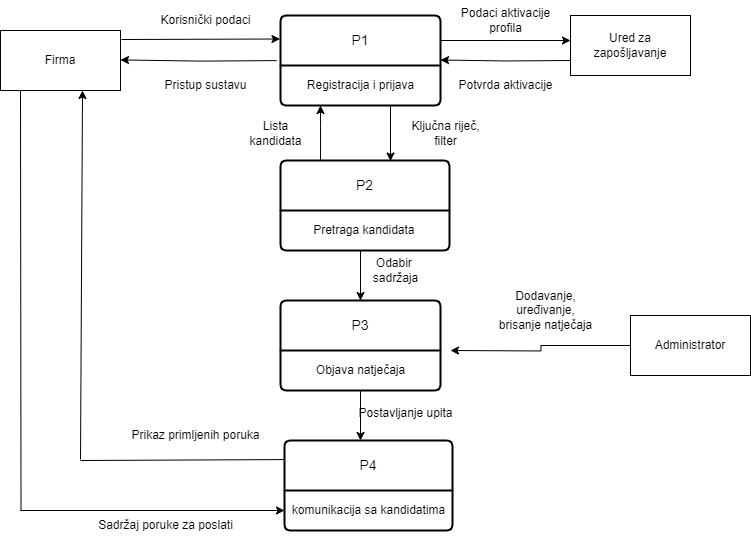 Korisnički podaci
Podaci aktivacije
profila
P1
Ured za
zapošljavanje
Firma
Pristup sustavu
Registracija i prijava
Potvrda aktivacije
Lista
kandidata
Ključna riječ,
filter
P2
Pretraga kandidata
Odabir
sadržaja
Dodavanje,
uređivanje,
brisanje natječaja
P3
Administrator
Objava natječaja
Postavljanje upita
Prikaz primljenih poruka
P4
komunikacija sa kandidatima
Sadržaj poruke za poslati